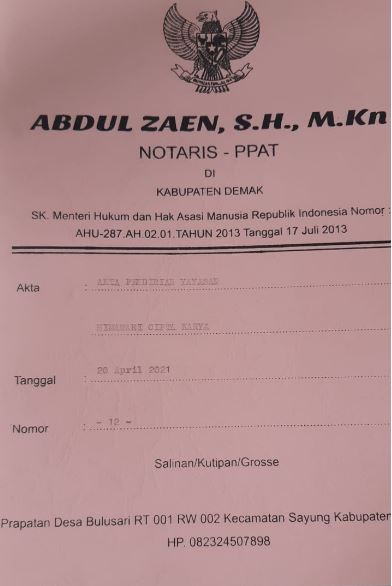 ABDUL ZAEN, S.H., M.Kn
NOTARIS - PPAT
DI
KABUPATEN DEMAK
SK. Menteri Hukum dan Hak Asasi Manusia Republik Indonesia Nomor :
AHU-287.AH.02.01.TAHUN 2013 Tanggal 17 Juli 2013
Akta : AKTA PENDIRIAN YAYASAN
CIPTA KARYA
Tanggal : 20 April 2021
Nomor : - 12 -
Salinan/Kutipan/Grosse
Prapatan Desa Bulusari RT 001 RW 002 Kecamatan Sayung Kabupaten
HP. 082324507898